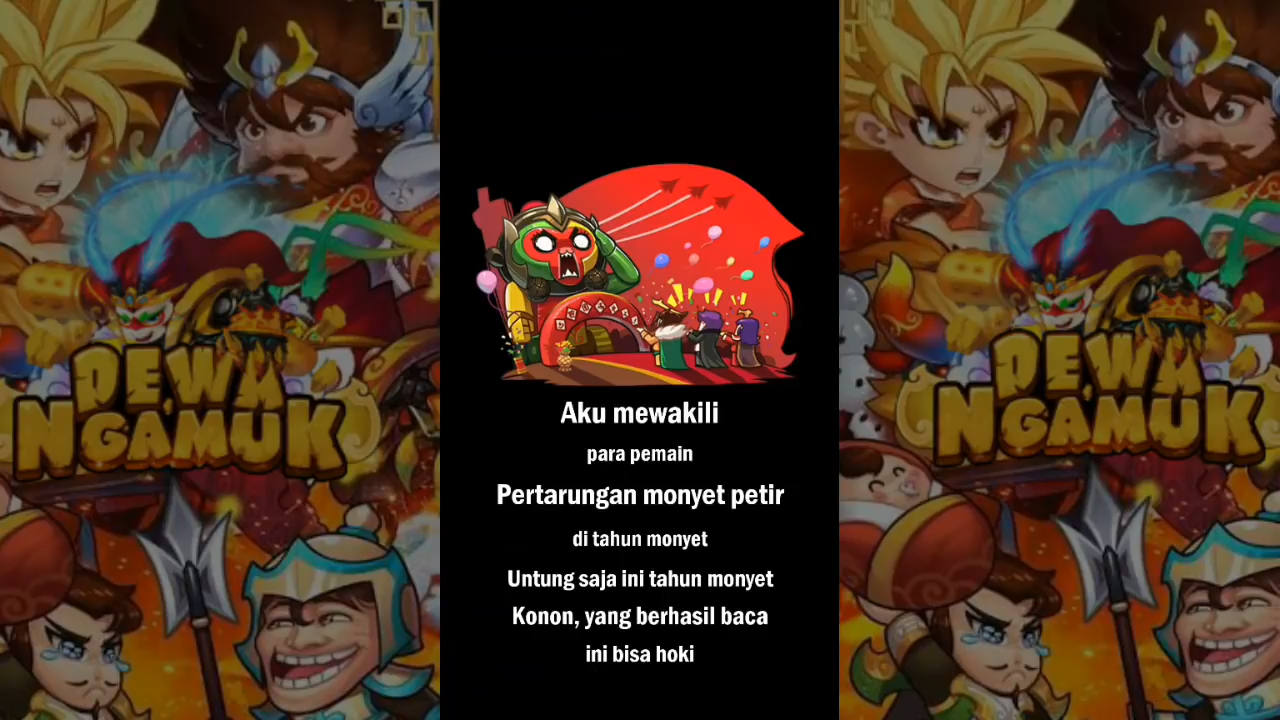 DEWA
NGAMUK
Aku mewakili
para pemain
Pertarungan monyet petir
di tahun monyet
Untung saja ini tahun monyet
Konon, yang berhasil baca
ini bisa hoki
DEWA
NGAMUK